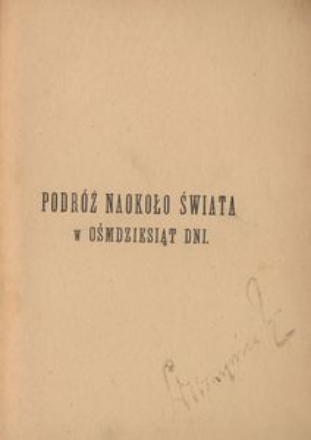 PODRÓŻ NAOKOŁO ŚWIATA
W OŚMDZIESIĄT DNI.